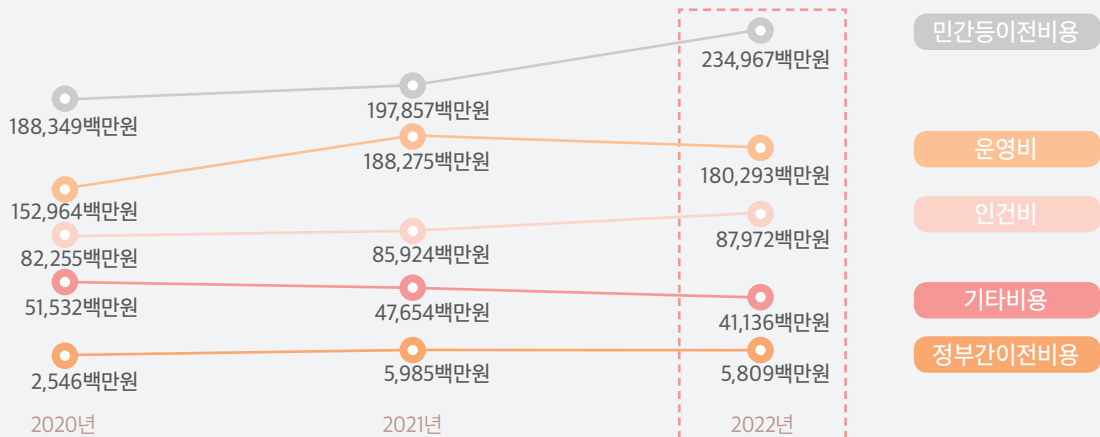 민간등이전비용
188,349백만원
197,857백만원
234,967백만원
운영비
152,964백만원
188,275백만원
180,293백만원
인건비
82,255백만원
85,924백만원
87,972백만원
기타비용
51,532백만원
47,654백만원
41,136백만원
정부간이전비용
2,546백만원
5,985백만원
5,809백만원
2020년
2021년
2022년